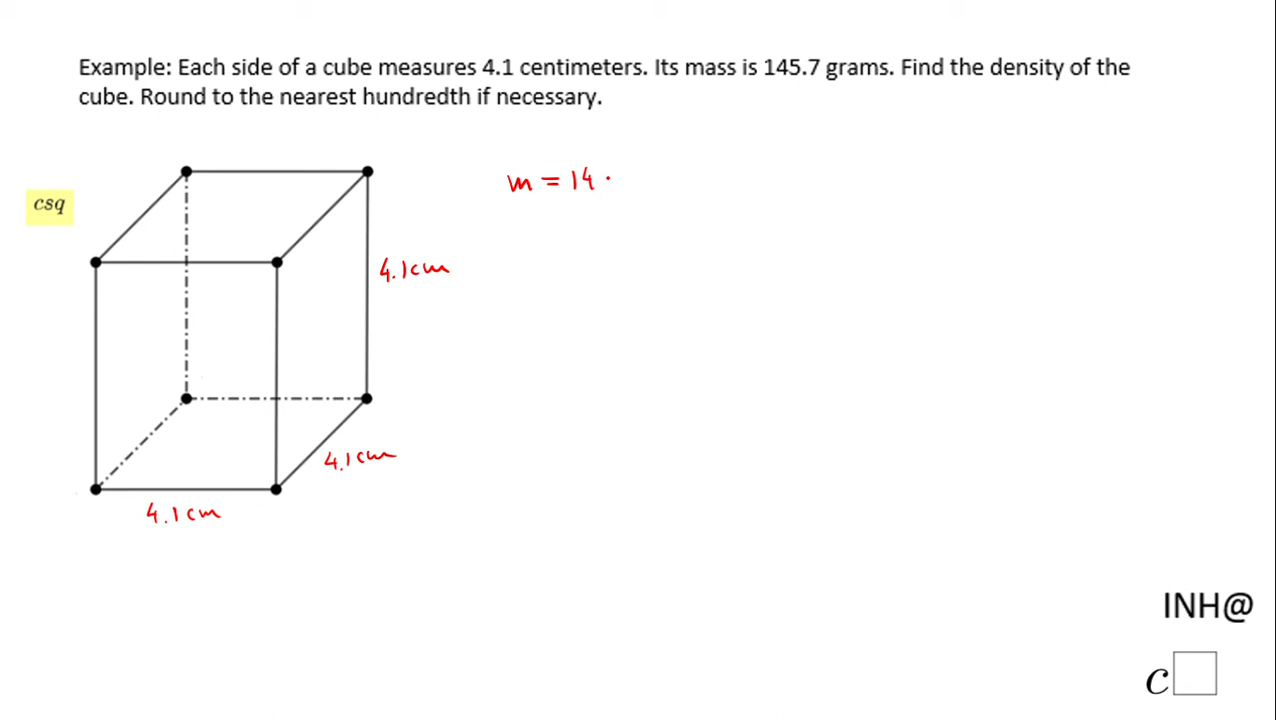 Example: Each side of a cube measures 4.1 centimeters. Its mass is 145.7 grams. Find the density of the
cube. Round to the nearest hundredth if necessary.
csq
m = 14 ·
4.1cm
4.1cm
4.1cm
INH@
c